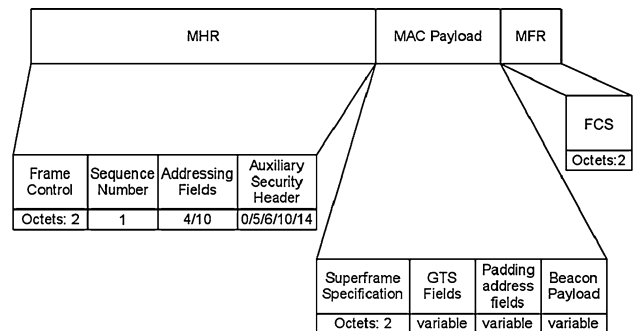 MHR
MAC Payload
MFR
FCS
Octets:2
Frame
Control
Sequence
Number
Addressing
Fields
Auxiliary
Security
Header
Octets: 2
1
4/10
0/5/6/10/14
Superframe
Specification
GTS
Fields
Padding
address
fields
Beacon
Payload
Octets: 2
variable
variable
variable